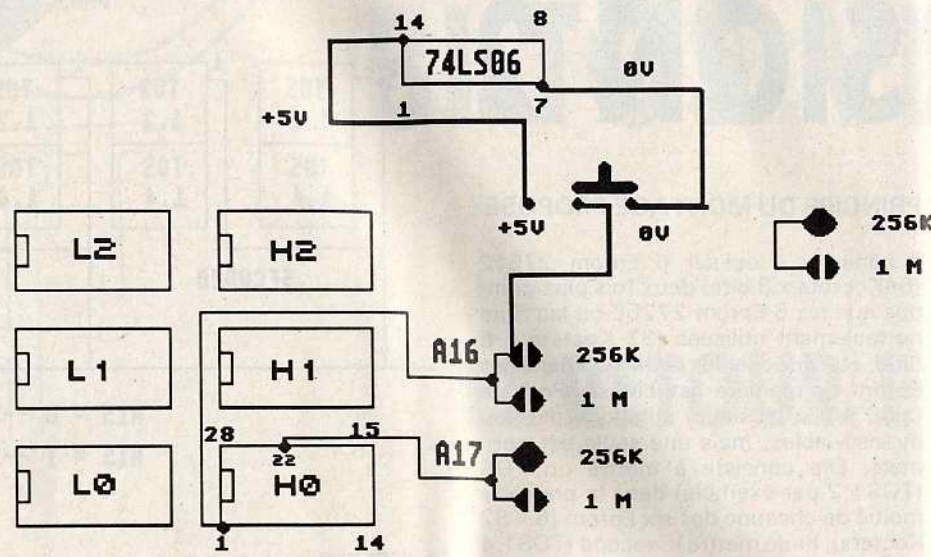 14 8
74LS06
0V
1 7
+5V
+5V 0V
256K
1 M
L2 H2
L1 H1
A16 256K
1 M
28 15
22
L0 H0
A17 256K
1 M
1 14